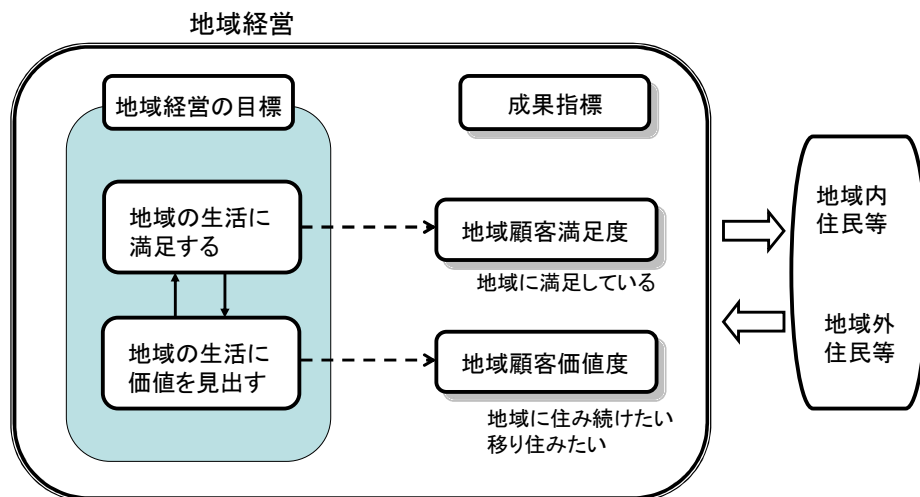 地域経営
地域経営の目標
成果指標
地域の生活に
満足する
地域顧客満足度
地域に満足している
地域の生活に
価値を見出す
地域顧客価値度
地域に住み続けたい
移り住みたい
地域内
住民等
地域外
住民等